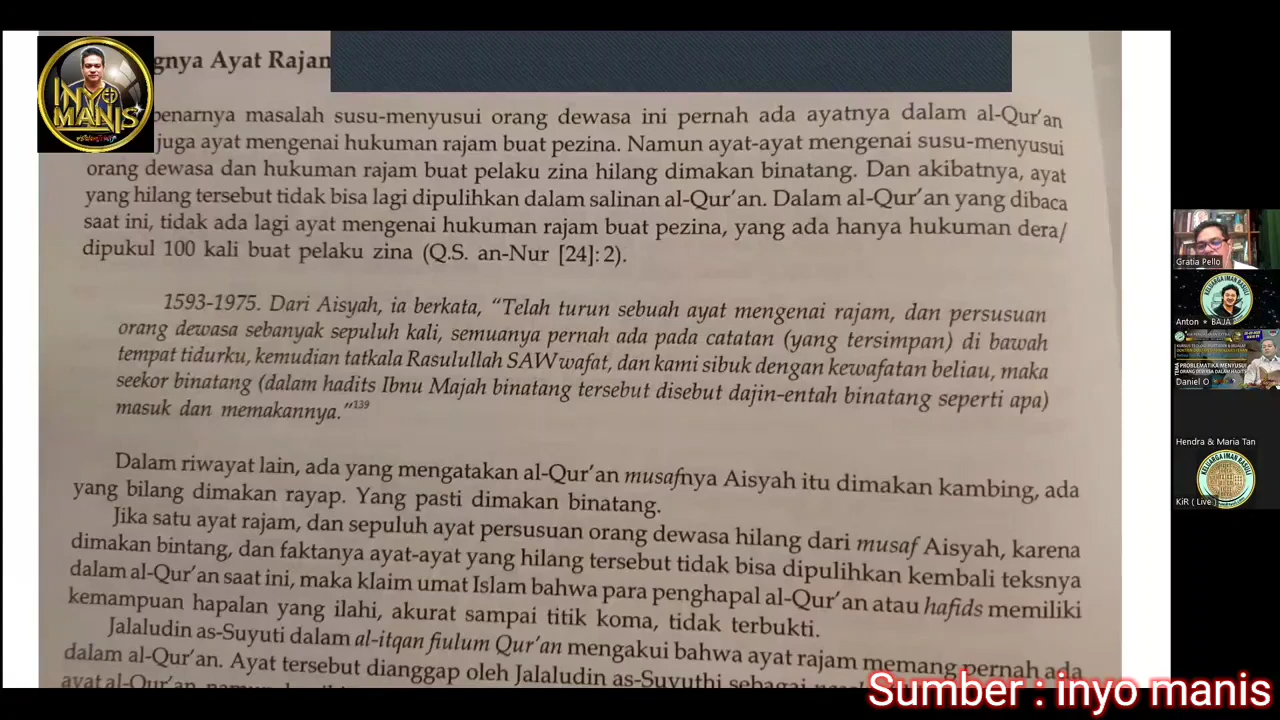 gnya Ayat Rajam
INYO
MANIS
benarnya masalah susu-menyusui orang dewasa ini pernah ada ayatnya dalam al-Qur'an
juga ayat mengenai hukuman rajam buat pezina. Namun ayat-ayat mengenai susu-menyusui
orang dewasa dan hukuman rajam buat pelaku zina hilang dimakan binatang. Dan akibatnya, ayat
yang hilang tersebut tidak bisa lagi dipulihkan dalam salinan al-Qur'an. Dalam al-Qur'an yang dibaca
saat ini, tidak ada lagi ayat mengenai hukuman rajam buat pezina, yang ada hanya hukuman dera/
dipukul 100 kali buat pelaku zina (Q.S. an-Nur [24]: 2).
1593-1975. Dari Aisyah, ia berkata, "Telah turun sebuah ayat mengenai rajam, dan persusuan
orang dewasa sebanyak sepuluh kali, semuanya pernah ada pada catatan (yang tersimpan) di bawah
tempat tidurku, kemudian tatkala Rasulullah SAW wafat, dan kami sibuk dengan kewafatan beliau, maka
seekor binatang (dalam hadits Ibnu Majah binatang tersebut disebut dajin-entah binatang seperti apa)
masuk dan memakannya."139
Dalam riwayat lain, ada yang mengatakan al-Qur'an musafnya Aisyah itu dimakan kambing, ada
yang bilang dimakan rayap. Yang pasti dimakan binatang.
Jika satu ayat rajam, dan sepuluh ayat persusuan orang dewasa hilang dari musaf Aisyah, karena
dimakan bintang, dan faktanya ayat-ayat yang hilang tersebut tidak bisa dipulihkan kembali teksnya
dalam al-Qur'an saat ini, maka klaim umat Islam bahwa para penghapal al-Qur'an atau hafids memiliki
kemampuan hapalan yang ilahi, akurat sampai titik koma, tidak terbukti.
Jalaludin as-Suyuti dalam al-itqan fiulum Qur'an mengakui bahwa ayat rajam memang pernah ada
dalam al-Qur'an. Ayat tersebut dianggap oleh Jalaludin as-Suyuthi sebagai
ayat al-Qur'an
Gratia Pello
Anton ★ BAJA
PROBLEMATIKA MENYUSUI
Daniel O
Hendra & Maria Tan
KELUARGA IMAN RASULI
KiR ( Live )
Sumber : inyo manis